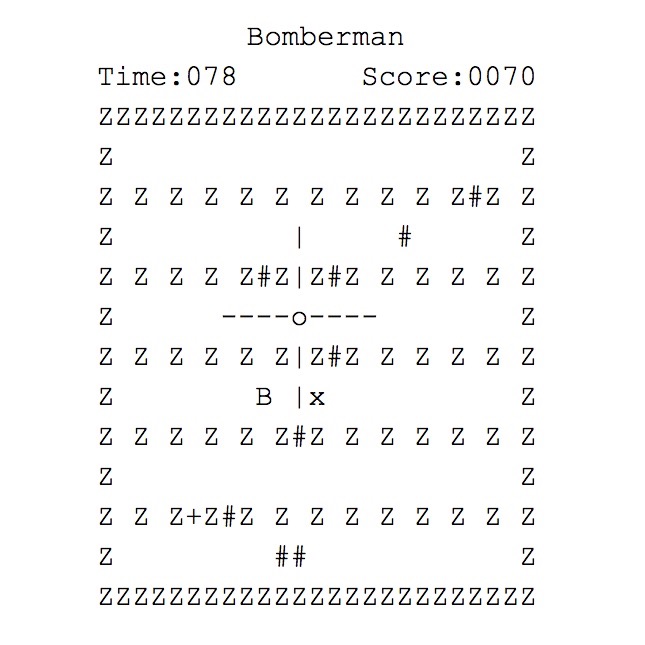 Bomberman
Time:078       Score:0070
ZZZZZZZZZZZZZZZZZZZZZZZZZ
Z                       Z
Z Z Z Z Z Z Z Z Z Z Z#Z Z
Z          |     #      Z
Z Z Z Z Z#Z|Z#Z Z Z Z Z Z
Z      ----o----        Z
Z Z Z Z Z Z|Z#Z Z Z Z Z Z
Z        B |x           Z
Z Z Z Z Z Z#Z Z Z Z Z Z Z
Z                       Z
Z Z Z+Z#Z Z Z Z Z Z Z Z Z
Z         ##            Z
ZZZZZZZZZZZZZZZZZZZZZZZZZ